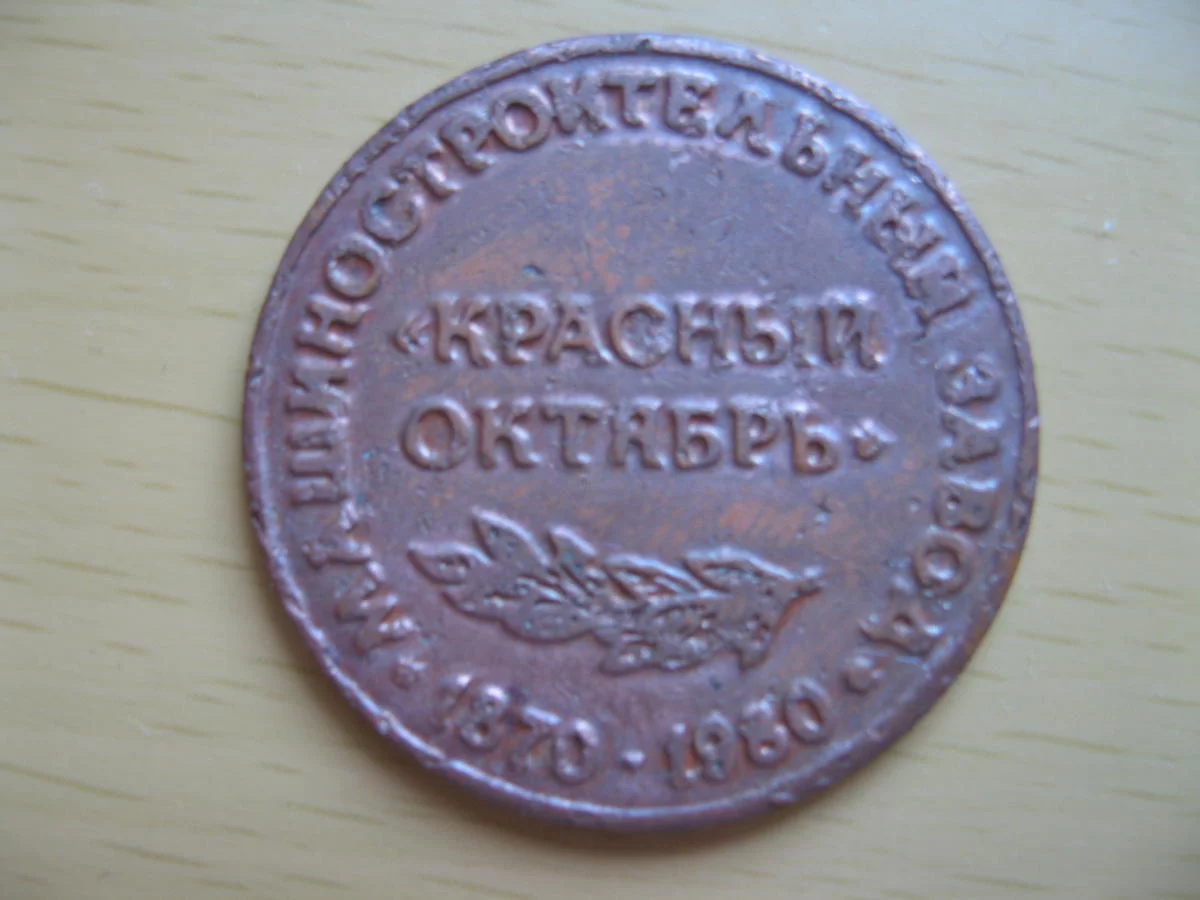 МАШИНОСТРОИТЕЛЬНЫЙ ЗАВОД
«КРАСНЫЙ
ОКТЯБРЬ»
1870 · 1980